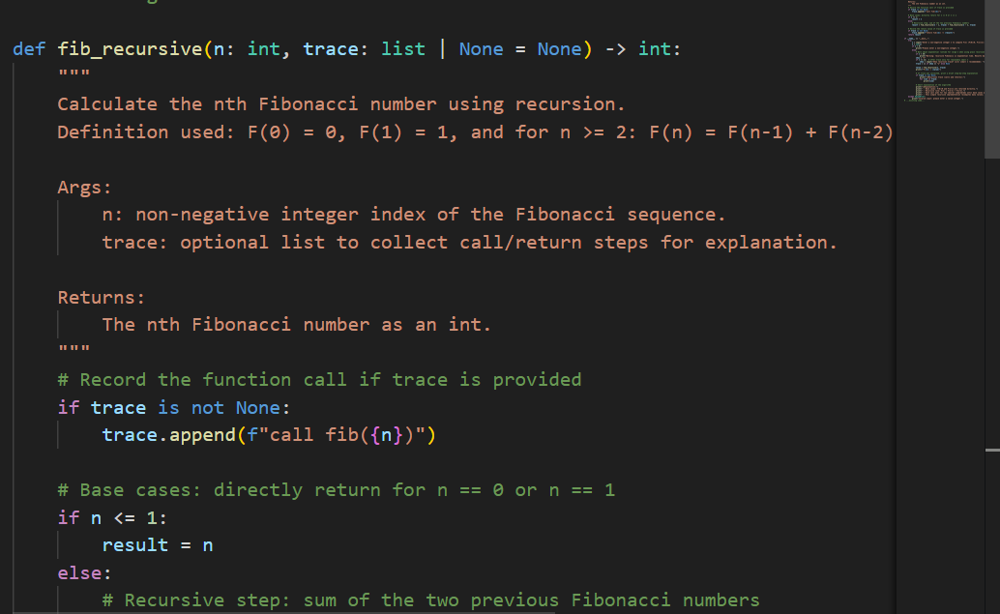 def fib_recursive(n: int, trace: list | None = None) -> int:
    """
    Calculate the nth Fibonacci number using recursion.
    Definition used: F(0) = 0, F(1) = 1, and for n >= 2: F(n) = F(n-1) + F(n-2)

    Args:
        n: non-negative integer index of the Fibonacci sequence.
        trace: optional list to collect call/return steps for explanation.

    Returns:
        The nth Fibonacci number as an int.
    """
    # Record the function call if trace is provided
    if trace is not None:
        trace.append(f"call fib({n})")

    # Base cases: directly return for n == 0 or n == 1
    if n <= 1:
        result = n
    else:
        # Recursive step: sum of the two previous Fibonacci numbers